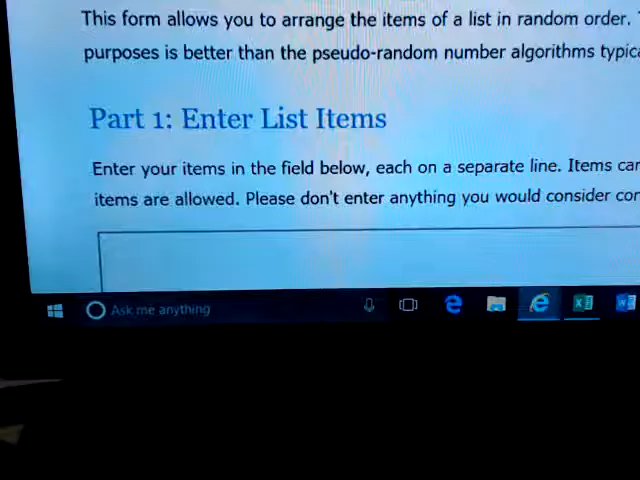 This form allows you to arrange the items of a list in random order.
purposes is better than the pseudo-random number algorithms
Part 1: Enter List Items
Enter your items in the field below, each on a separate line. Items
items are allowed. Please don't enter anything you would consider
Ask me anything